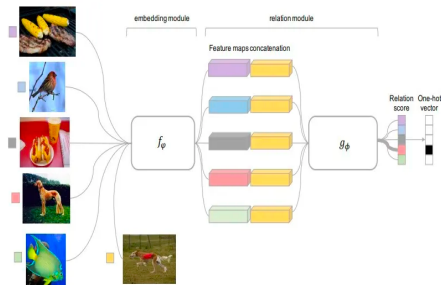 embedding module
relation module
Feature maps concatenation
Relation
score
One-hot
vector
fφ
gϕ